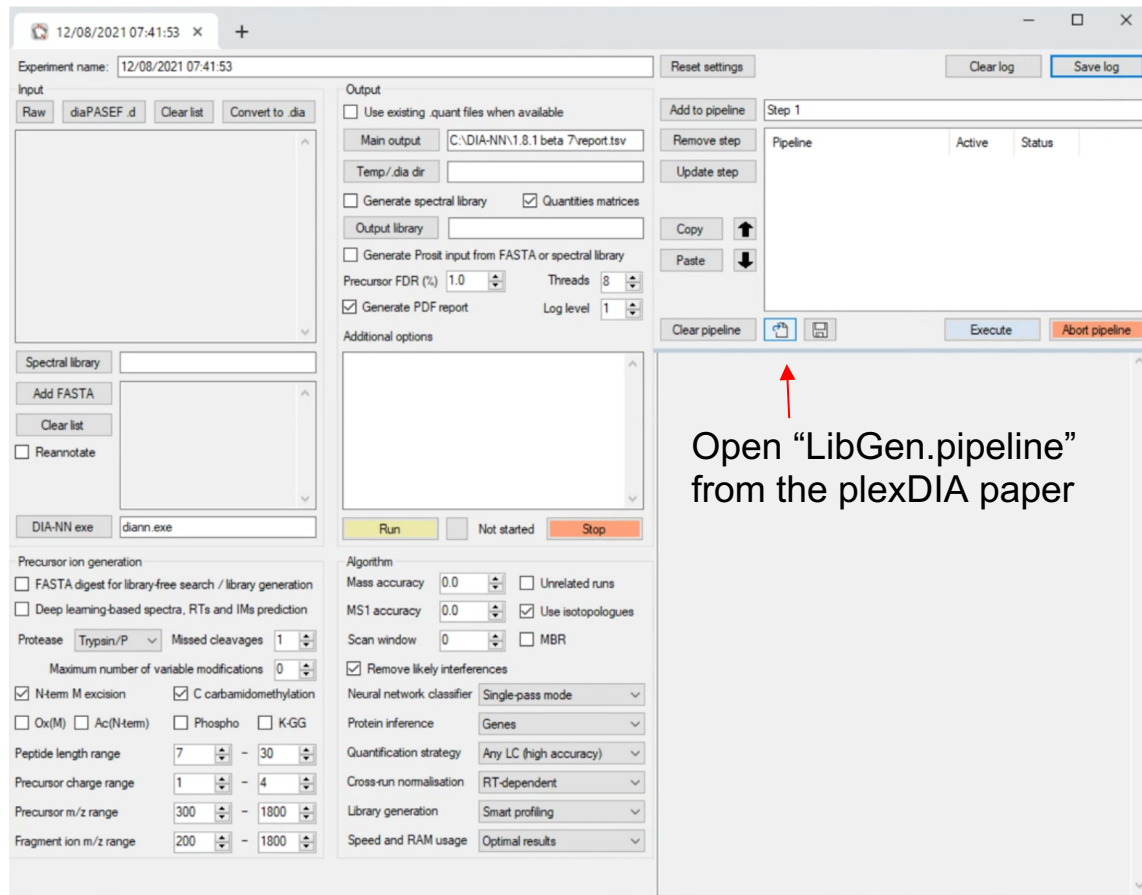 12/08/2021 07:41:53 × +
Experiment name: 12/08/2021 07:41:53
Reset settings Clear log Save log
Input
Raw diaPASEF .d Clear list Convert to .dia
Spectral library
Add FASTA
Clear list
Reannotate
DIA-NN exe diann.exe
Output
Use existing .quant files when available
Main output C:\DIA-NN\1.8.1 beta 7\report.tsv
Temp/.dia dir
Generate spectral library Quantities matrices
Output library
Generate Prosit input from FASTA or spectral library
Precursor FDR (%) 1.0 Threads 8
Generate PDF report Log level 1
Additional options
Run Not started Stop
Add to pipeline Step 1
Remove step Pipeline Active Status
Update step
Copy
Paste
Clear pipeline Execute Abort pipeline
Open “LibGen.pipeline”
from the plexDIA paper
Precursor ion generation
FASTA digest for library-free search / library generation
Deep learning-based spectra, RTs and IMs prediction
Protease Trypsin/P Missed cleavages 1
Maximum number of variable modifications 0
N-term M excision C carbamidomethylation
Ox(M) Ac(N-term) Phospho K-GG
Peptide length range 7 - 30
Precursor charge range 1 - 4
Precursor m/z range 300 - 1800
Fragment ion m/z range 200 - 1800
Algorithm
Mass accuracy 0.0 Unrelated runs
MS1 accuracy 0.0 Use isotopologues
Scan window 0 MBR
Remove likely interferences
Neural network classifier Single-pass mode
Protein inference Genes
Quantification strategy Any LC (high accuracy)
Cross-run normalisation RT-dependent
Library generation Smart profiling
Speed and RAM usage Optimal results